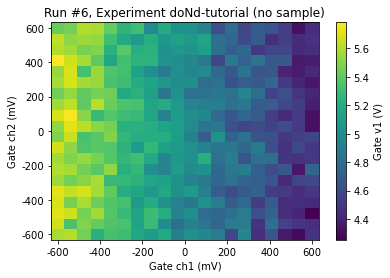 Run #6, Experiment doNd-tutorial (no sample)
Gate ch2 (mV)
600
400
200
0
-200
-400
-600
-600 -400 -200 0 200 400 600
Gate ch1 (mV)
5.6
5.4
5.2
5
4.8
4.6
4.4
Gate v1 (V)